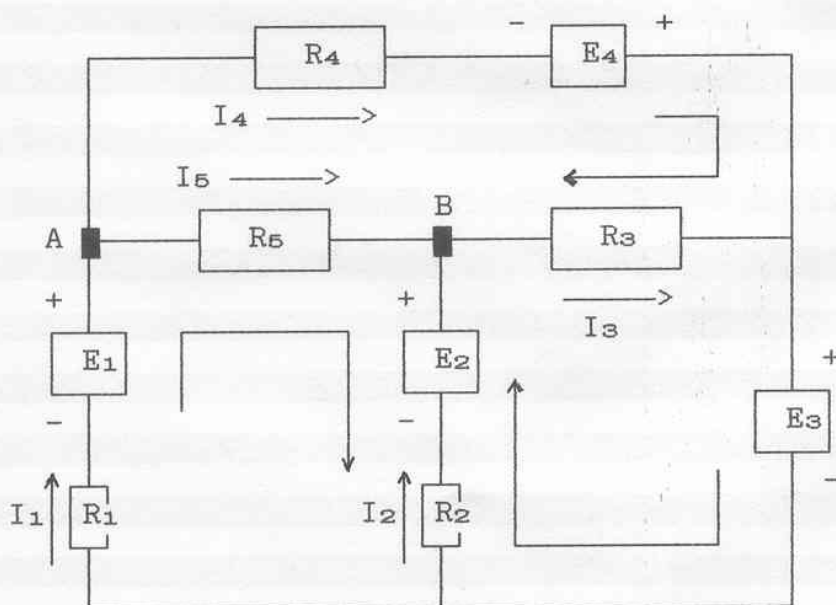 - +
R4 E4
I4
I5
A B
R5 R3
I3
+ +
E1 E2
+
E3
- -
-
I1 R1 I2 R2